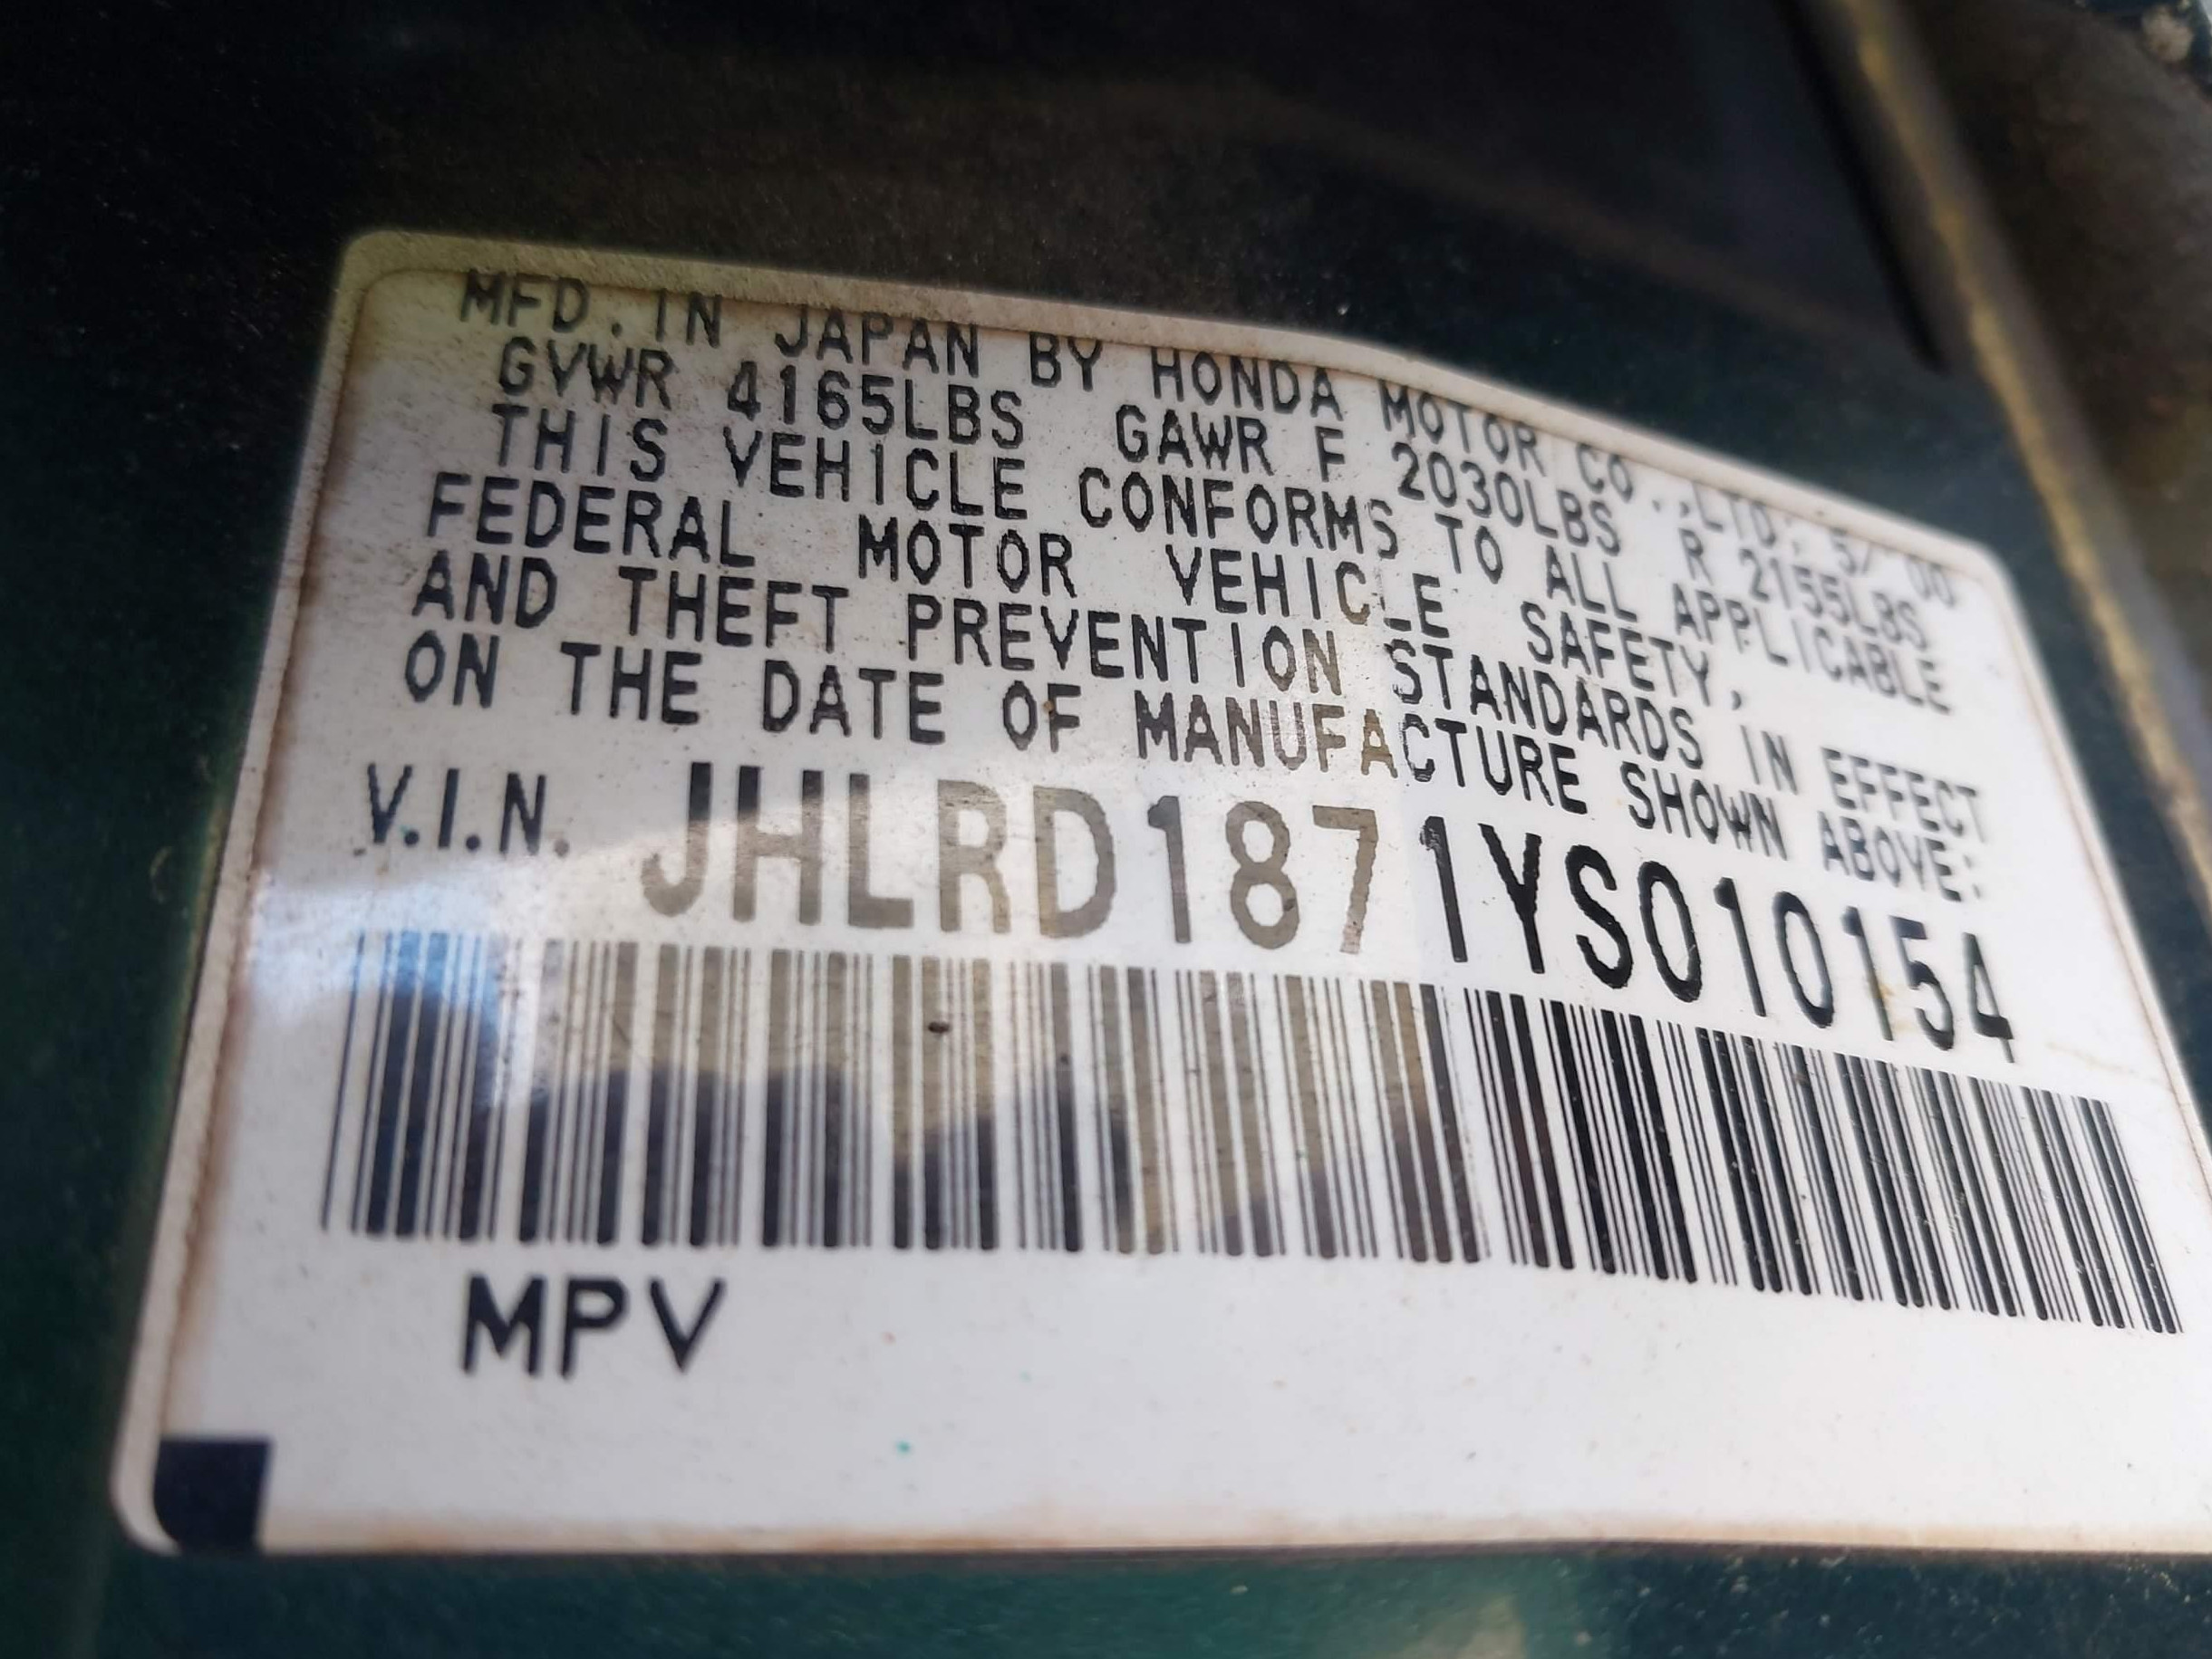 MFD. IN JAPAN BY HONDA MOTOR CO.,LTD. 5/ 00
GVWR 4165LBS GAWR F 2030LBS R 2155LBS
THIS VEHICLE CONFORMS TO ALL APPLICABLE
FEDERAL MOTOR VEHICLE SAFETY,
AND THEFT PREVENTION STANDARDS IN EFFECT
ON THE DATE OF MANUFACTURE SHOWN ABOVE:
V.I.N. JHLRD1871YS010154
MPV